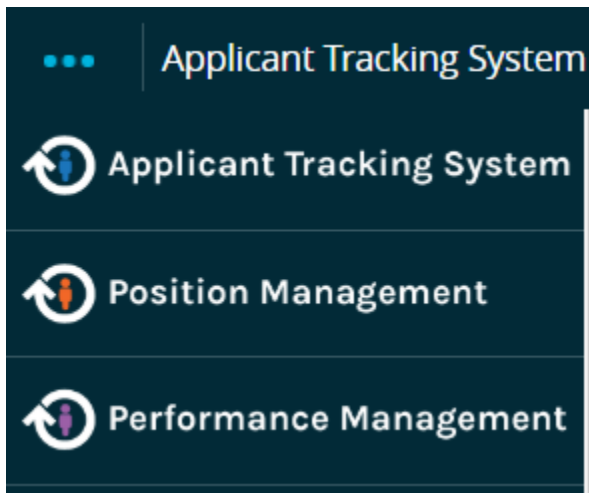 Applicant Tracking System
Applicant Tracking System
Position Management
Performance Management